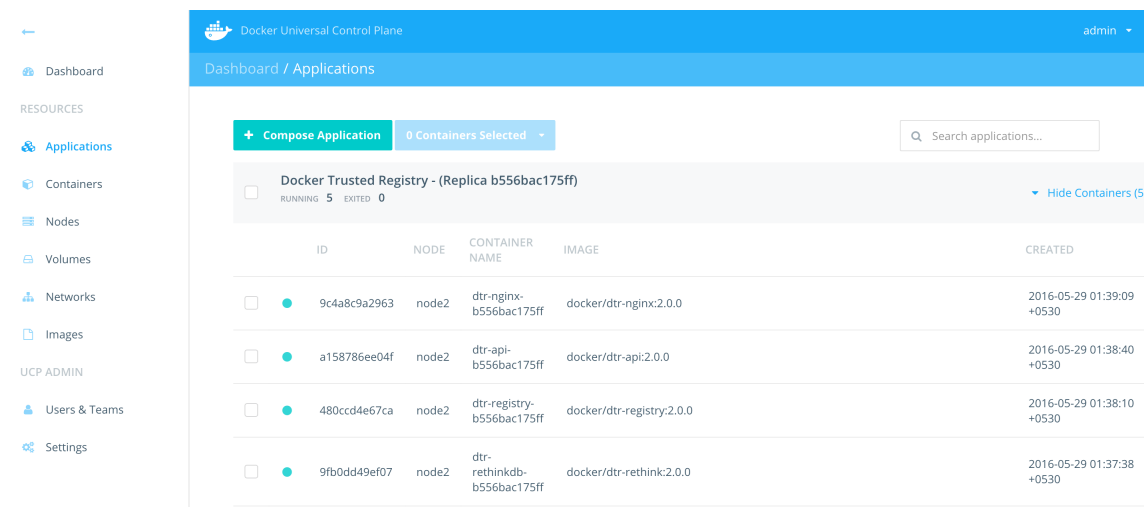 ←
Docker Universal Control Plane
admin
Dashboard / Applications
Dashboard
RESOURCES
Applications
Containers
Nodes
Volumes
Networks
Images
UCP ADMIN
Users & Teams
Settings
+ Compose Application
0 Containers Selected
Search applications...
Docker Trusted Registry - (Replica b556bac175ff)
RUNNING 5 EXITED 0
Hide Containers (5
ID NODE CONTAINER NAME IMAGE CREATED
9c4a8c9a2963 node2 dtr-nginx-b556bac175ff docker/dtr-nginx:2.0.0 2016-05-29 01:39:09 +0530
a158786ee04f node2 dtr-api-b556bac175ff docker/dtr-api:2.0.0 2016-05-29 01:38:40 +0530
480ccd4e67ca node2 dtr-registry-b556bac175ff docker/dtr-registry:2.0.0 2016-05-29 01:38:10 +0530
9fb0dd49ef07 node2 dtr-rethinkdb-b556bac175ff docker/dtr-rethink:2.0.0 2016-05-29 01:37:38 +0530